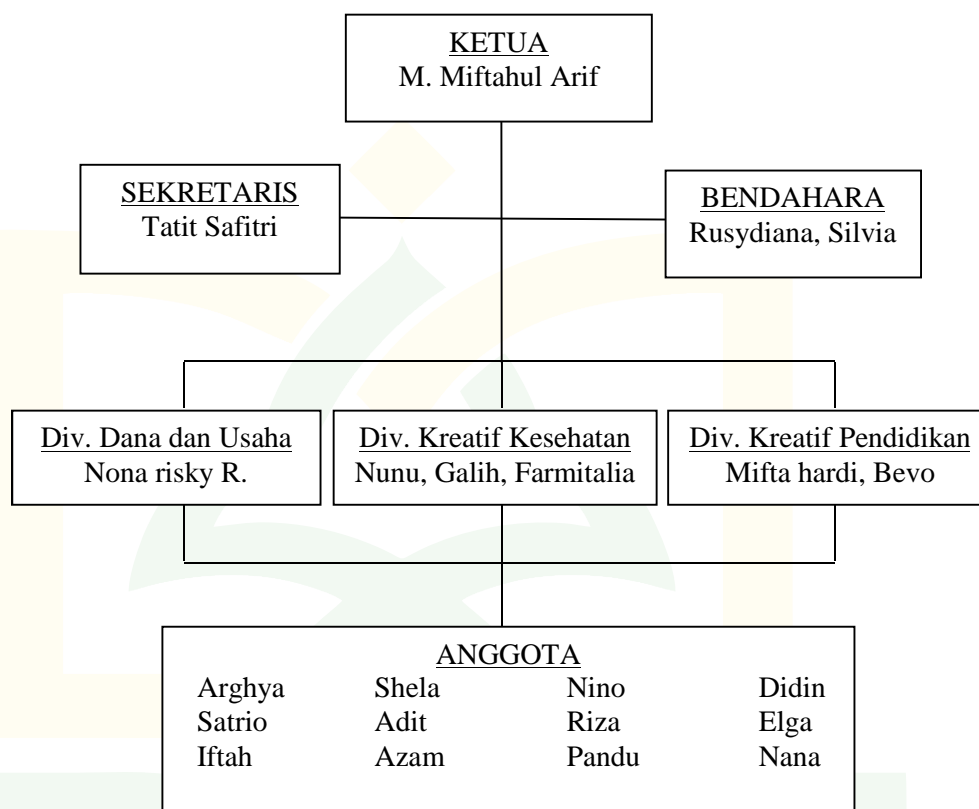 KETUA
M. Miftahul Arif
SEKRETARIS
Tatit Safitri
BENDAHARA
Rusydiana, Silvia
Div. Dana dan Usaha
Nona risky R.
Div. Kreatif Kesehatan
Nunu, Galih, Farmitalia
Div. Kreatif Pendidikan
Mifta hardi, Bevo
ANGGOTA
Arghya Shela Nino Didin
Satrio Adit Riza Elga
Iftah Azam Pandu Nana